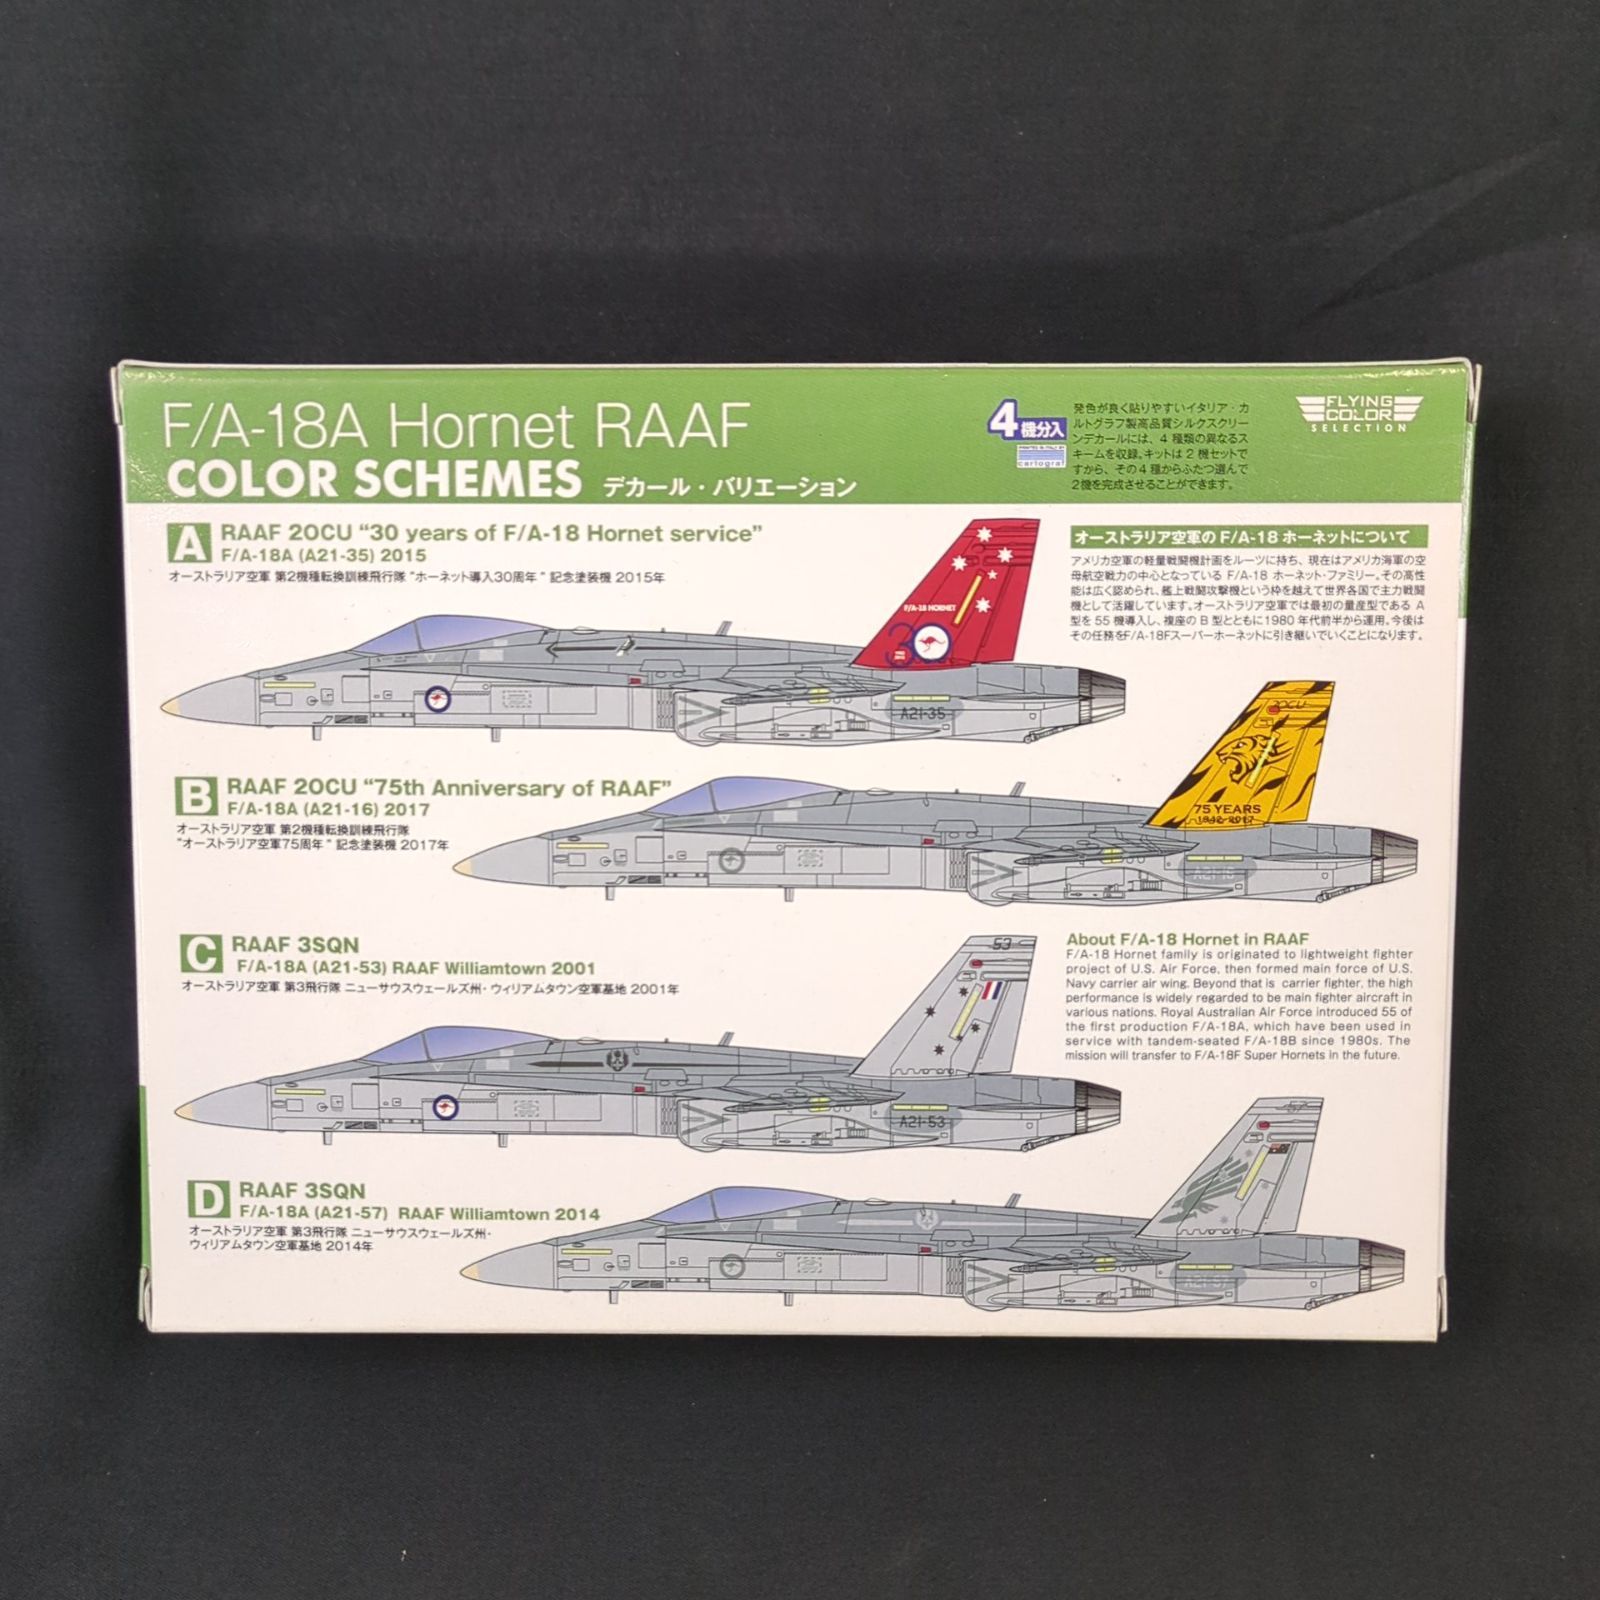 F/A-18A Hornet RAAF
COLOR SCHEMES デカール・バリエーション
4機分入
PRINTED IN ITALY BY
cartograf
発色が良く貼りやすいイタリア・カ
ルトグラフ製高品質シルクスクリー
ンデカールには、4 種類の異なるス
キームを収録。キットは 2 機セットで
すから、その 4 種からふたつ選んで
2機を完成させることができます。
FLYING
COLOR
SELECTION
A RAAF 2OCU “30 years of F/A-18 Hornet service”
F/A-18A (A21-35) 2015
オーストラリア空軍 第2機種転換訓練飛行隊 “ホーネット導入30周年 ” 記念塗装機 2015年
F/A-18 HORNET
30
A21-35
オーストラリア空軍の F/A-18 ホーネットについて
アメリカ空軍の軽量戦闘機計画をルーツに持ち、現在はアメリカ海軍の空
母航空戦力の中心となっている F/A-18 ホーネット・ファミリー。その高性
能は広く認められ、艦上戦闘攻撃機という枠を越えて世界各国で主力戦闘
機として活躍しています。オーストラリア空軍では最初の量産型である A
型を 55 機導入し、複座の B 型とともに1980 年代前半から運用。今後は
その任務をF/A-18Fスーパーホーネットに引き継いでいくことになります。
B RAAF 2OCU “75th Anniversary of RAAF”
F/A-18A (A21-16) 2017
オーストラリア空軍 第2機種転換訓練飛行隊
“オーストラリア空軍75周年 ” 記念塗装機 2017年
2OCU
75 YEARS
1942-2017
A21-16
C RAAF 3SQN
F/A-18A (A21-53) RAAF Williamtown 2001
オーストラリア空軍 第3飛行隊 ニューサウスウェールズ州・ウィリアムタウン空軍基地 2001年
53
A21-53
About F/A-18 Hornet in RAAF
F/A-18 Hornet family is originated to lightweight fighter
project of U.S. Air Force, then formed main force of U.S.
Navy carrier air wing. Beyond that is carrier fighter, the high
performance is widely regarded to be main fighter aircraft in
various nations. Royal Australian Air Force introduced 55 of
the first production F/A-18A, which have been used in
service with tandem-seated F/A-18B since 1980s. The
mission will transfer to F/A-18F Super Hornets in the future.
D RAAF 3SQN
F/A-18A (A21-57) RAAF Williamtown 2014
オーストラリア空軍 第3飛行隊 ニューサウスウェールズ州・
ウィリアムタウン空軍基地 2014年
57
A21-57